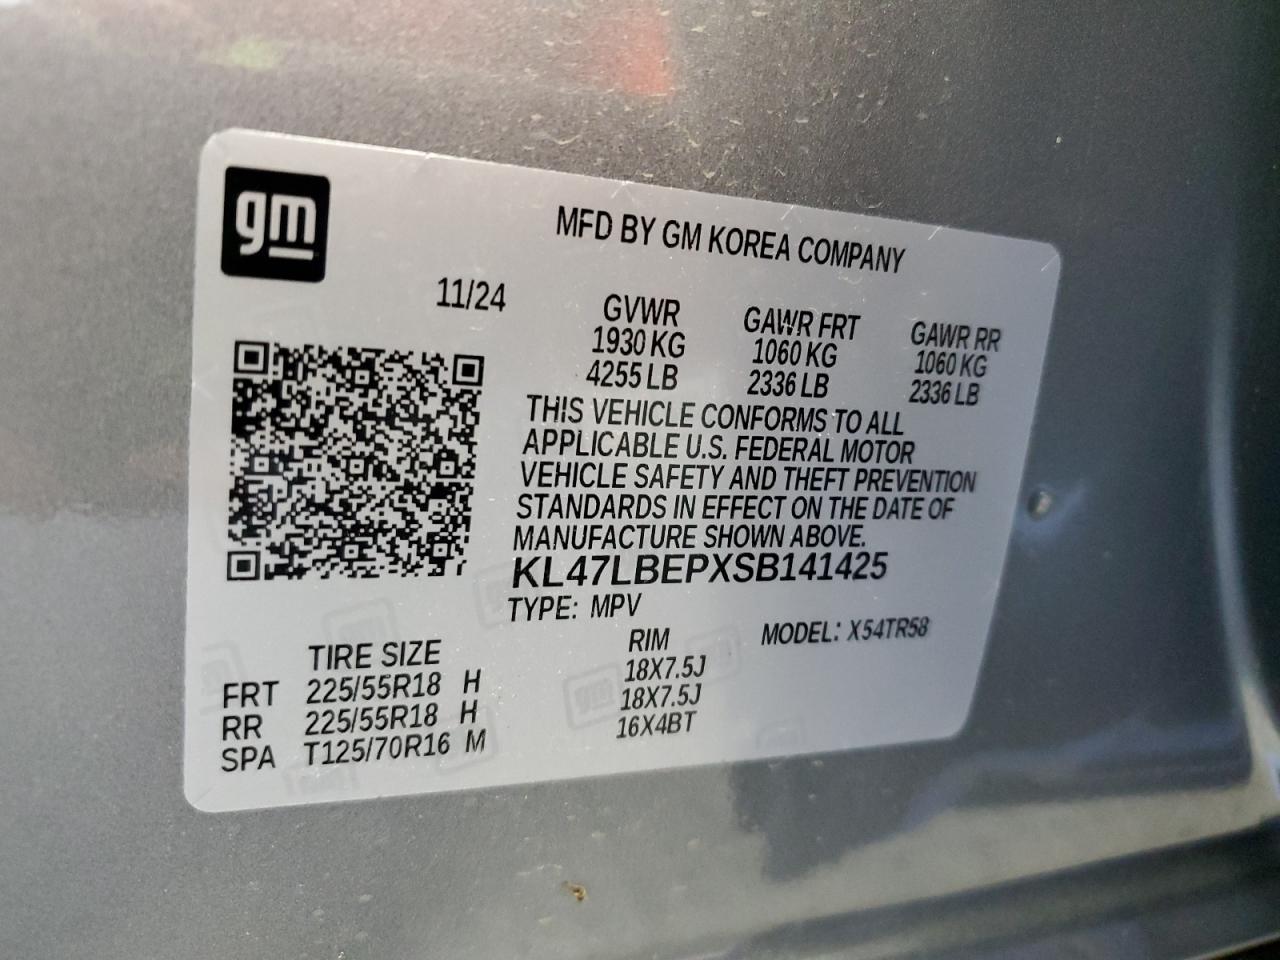 gm
MFD BY GM KOREA COMPANY
11/24
GVWR GAWR FRT GAWR RR
1930 KG 1060 KG 1060 KG
4255 LB 2336 LB 2336 LB
THIS VEHICLE CONFORMS TO ALL
APPLICABLE U.S. FEDERAL MOTOR
VEHICLE SAFETY AND THEFT PREVENTION
STANDARDS IN EFFECT ON THE DATE OF
MANUFACTURE SHOWN ABOVE.
KL47LBEPXSB141425
TYPE: MPV MODEL: X54TR58
TIRE SIZE RIM
FRT 225/55R18 H 18X7.5J
RR 225/55R18 H 18X7.5J
SPA T125/70R16 M 16X4BT